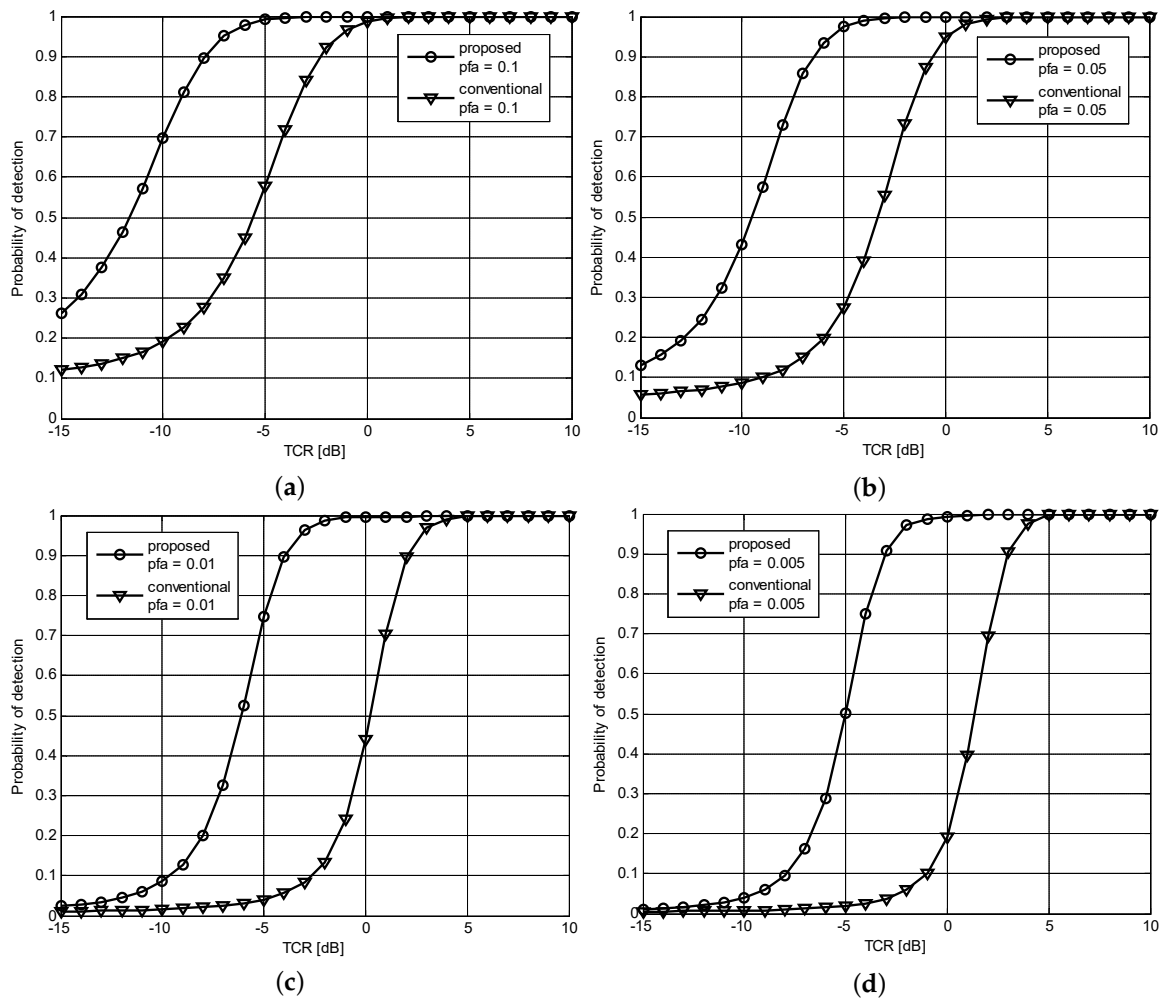 1
0.9
0.8
0.7
0.6
0.5
0.4
0.3
0.2
0.1
0
Probability of detection
proposed
pfa = 0.1
conventional
pfa = 0.1
-15 -10 -5 0 5 10
TCR [dB]
(a)
1
0.9
0.8
0.7
0.6
0.5
0.4
0.3
0.2
0.1
0
Probability of detection
proposed
pfa = 0.05
conventional
pfa = 0.05
-15 -10 -5 0 5 10
TCR [dB]
(b)
1
0.9
0.8
0.7
0.6
0.5
0.4
0.3
0.2
0.1
0
Probability of detection
proposed
pfa = 0.01
conventional
pfa = 0.01
-15 -10 -5 0 5 10
TCR [dB]
(c)
1
0.9
0.8
0.7
0.6
0.5
0.4
0.3
0.2
0.1
0
Probability of detection
proposed
pfa = 0.005
conventional
pfa = 0.005
-15 -10 -5 0 5 10
TCR [dB]
(d)